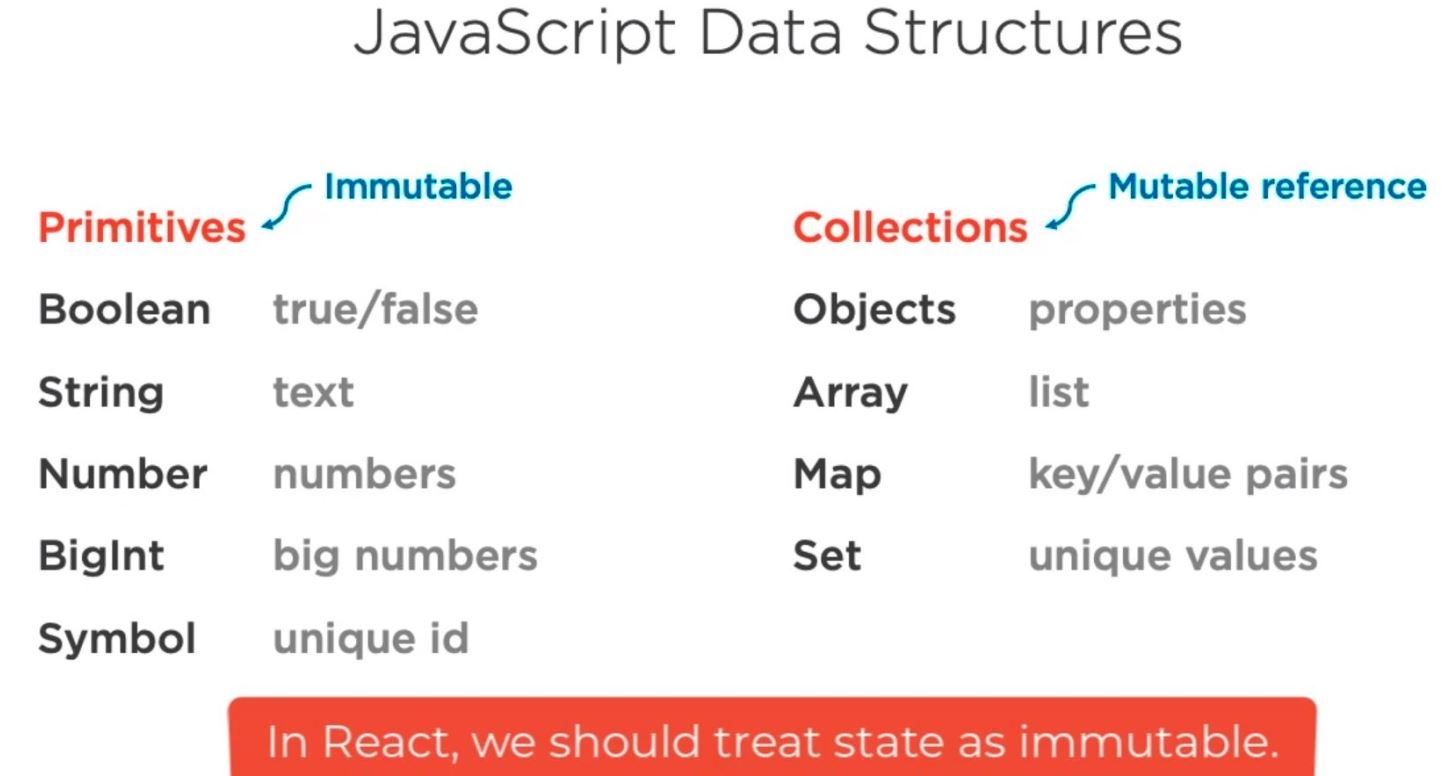 JavaScript Data Structures
Immutable
Primitives
Boolean true/false
String text
Number numbers
BigInt big numbers
Symbol unique id
Mutable reference
Collections
Objects properties
Array list
Map key/value pairs
Set unique values
In React, we should treat state as immutable.